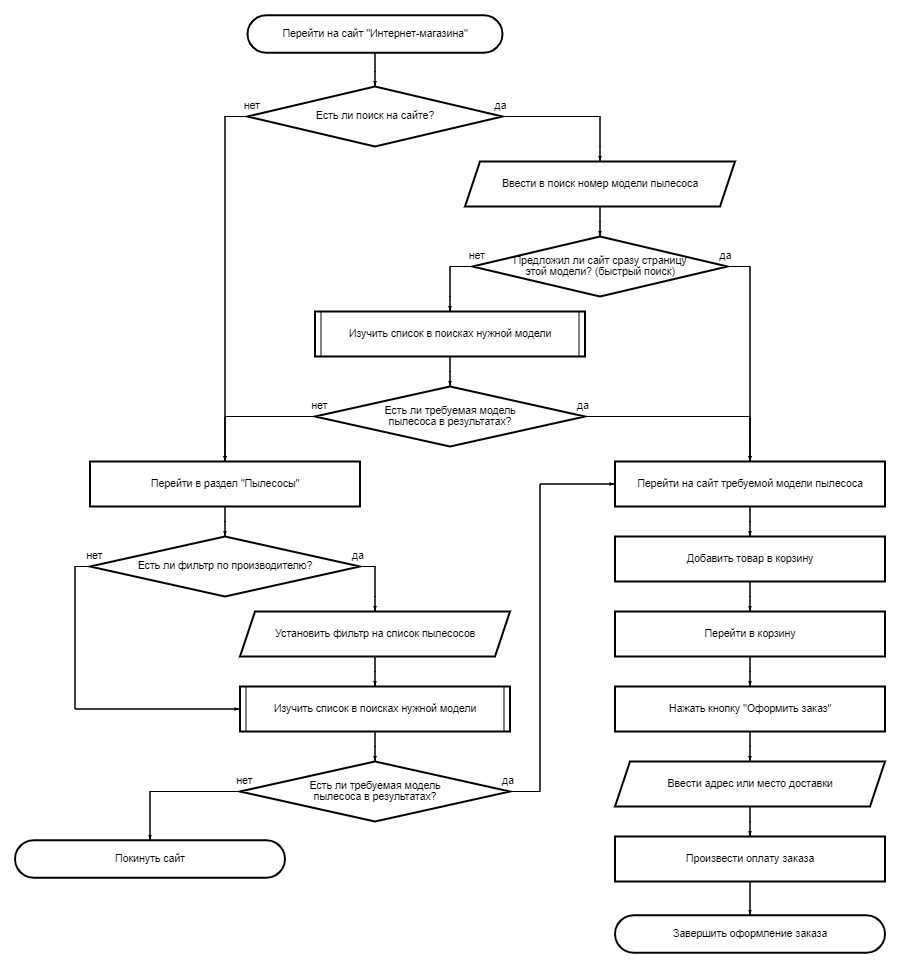 Перейти на сайт "Интернет-магазина"
нет
да
Есть ли поиск на сайте?
Ввести в поиск номер модели пылесоса
нет
да
Предложил ли сайт сразу страницу
этой модели? (быстрый поиск)
Изучить список в поисках нужной модели
нет
да
Есть ли требуемая модель
пылесоса в результатах?
Перейти в раздел "Пылесосы"
Перейти на сайт требуемой модели пылесоса
нет
да
Есть ли фильтр по производителю?
Добавить товар в корзину
Установить фильтр на список пылесосов
Перейти в корзину
Изучить список в поисках нужной модели
Нажать кнопку "Оформить заказ"
нет
да
Есть ли требуемая модель
пылесоса в результатах?
Ввести адрес или место доставки
Покинуть сайт
Произвести оплату заказа
Завершить оформление заказа